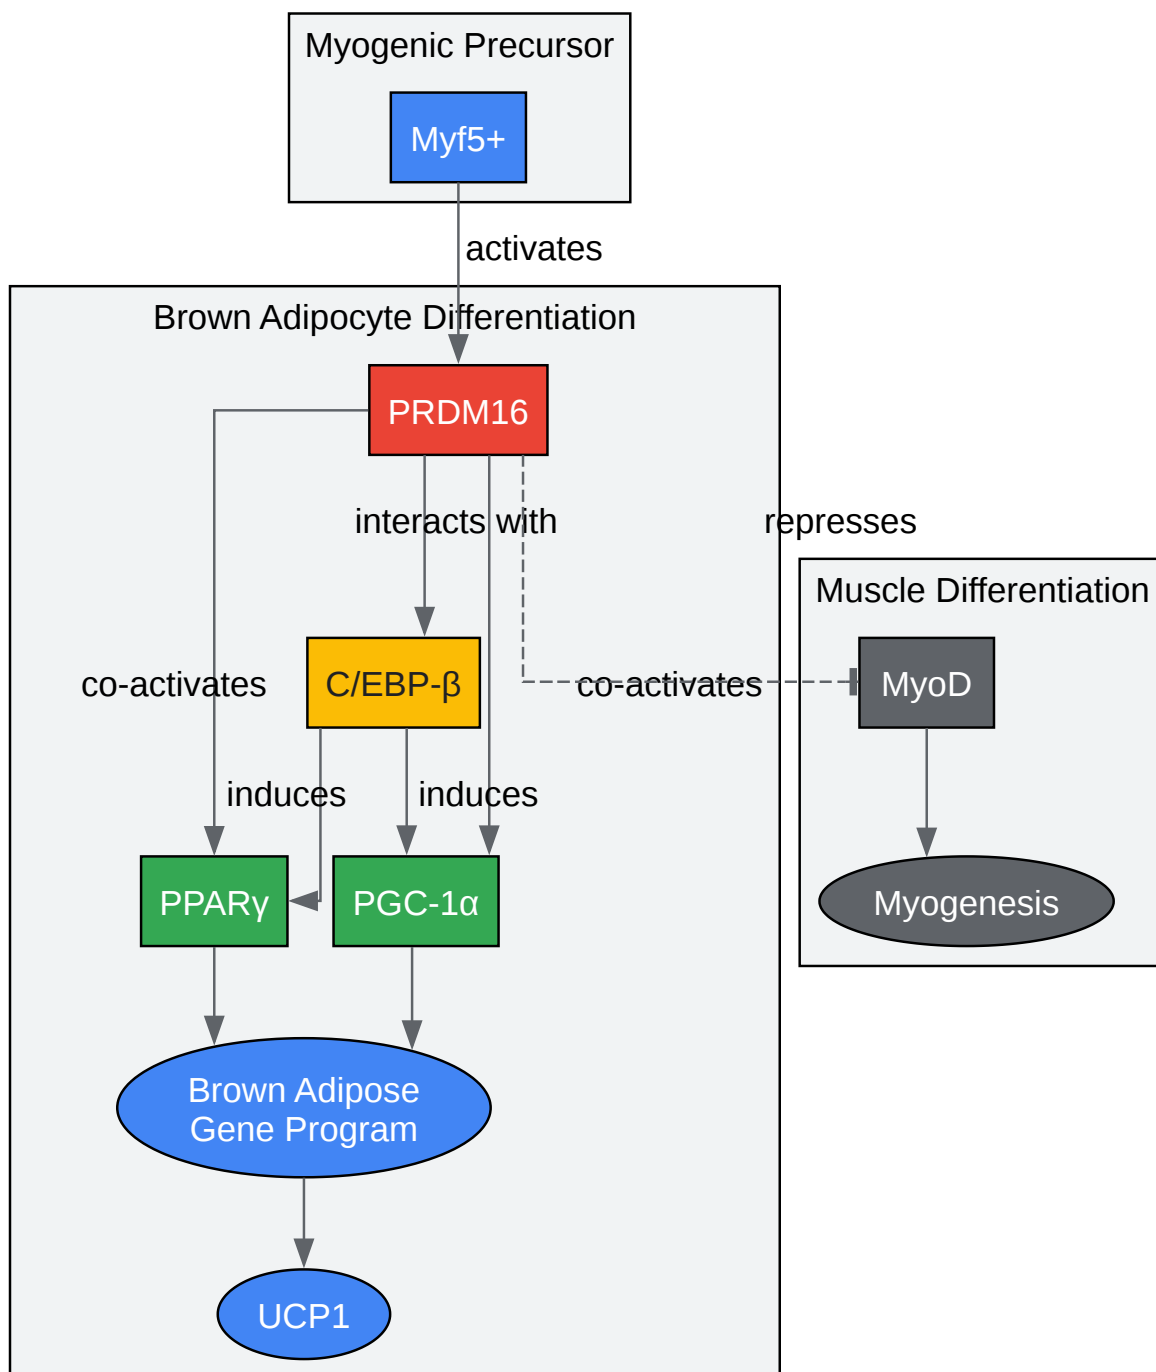 Myogenic Precursor
Myf5+
activates
Brown Adipocyte Differentiation
PRDM16
interacts with
represses
Muscle Differentiation
co-activates
C/EBP-β
co-activates
MyoD
induces
induces
PPARγ
PGC-1α
Myogenesis
Brown Adipose
Gene Program
UCP1